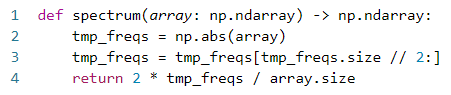 1 def spectrum(array: np.ndarray) -> np.ndarray:
2     tmp_freqs = np.abs(array)
3     tmp_freqs = tmp_freqs[tmp_freqs.size // 2:]
4     return 2 * tmp_freqs / array.size